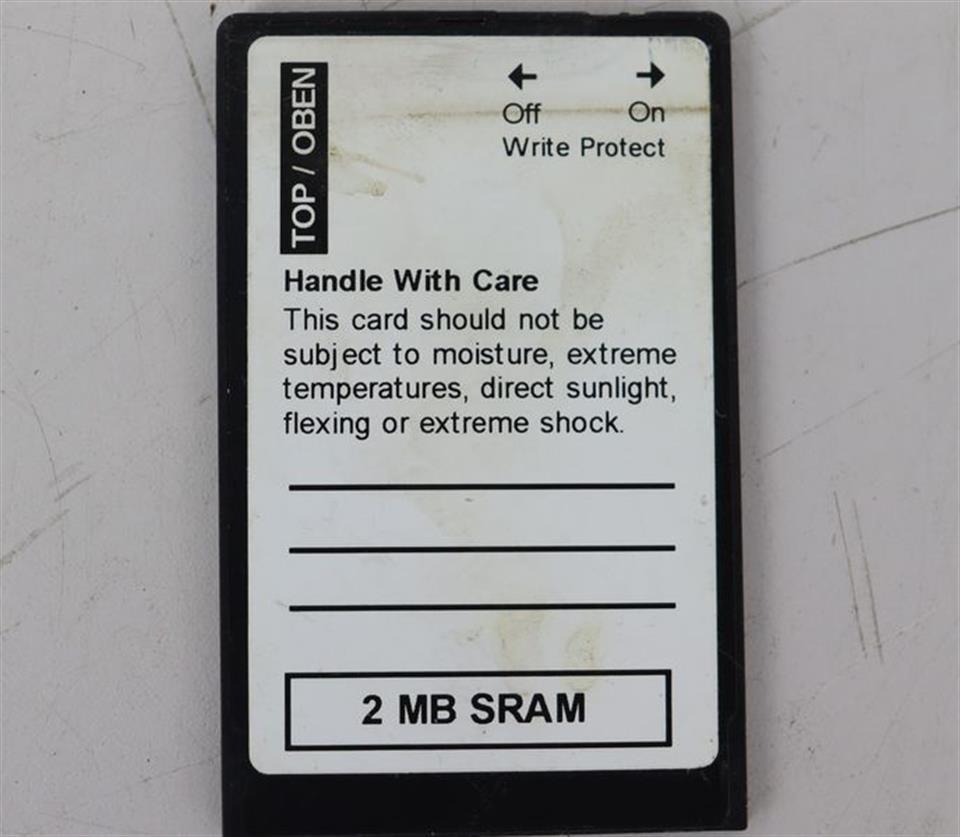 TOP / OBEN
← →
Off On
Write Protect
Handle With Care
This card should not be
subject to moisture, extreme
temperatures, direct sunlight,
flexing or extreme shock.
2 MB SRAM